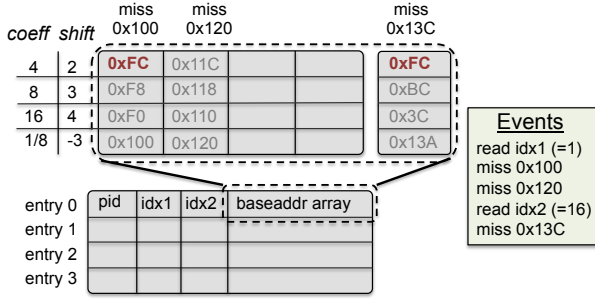 miss miss miss
coeff shift 0x100 0x120 0x13C
4 2 0xFC 0x11C 0xFC
8 3 0xF8 0x118 0xBC
16 4 0xF0 0x110 0x3C
1/8 -3 0x100 0x120 0x13A
Events
read idx1 (=1)
miss 0x100
miss 0x120
read idx2 (=16)
miss 0x13C
entry 0 pid idx1 idx2 baseaddr array
entry 1
entry 2
entry 3